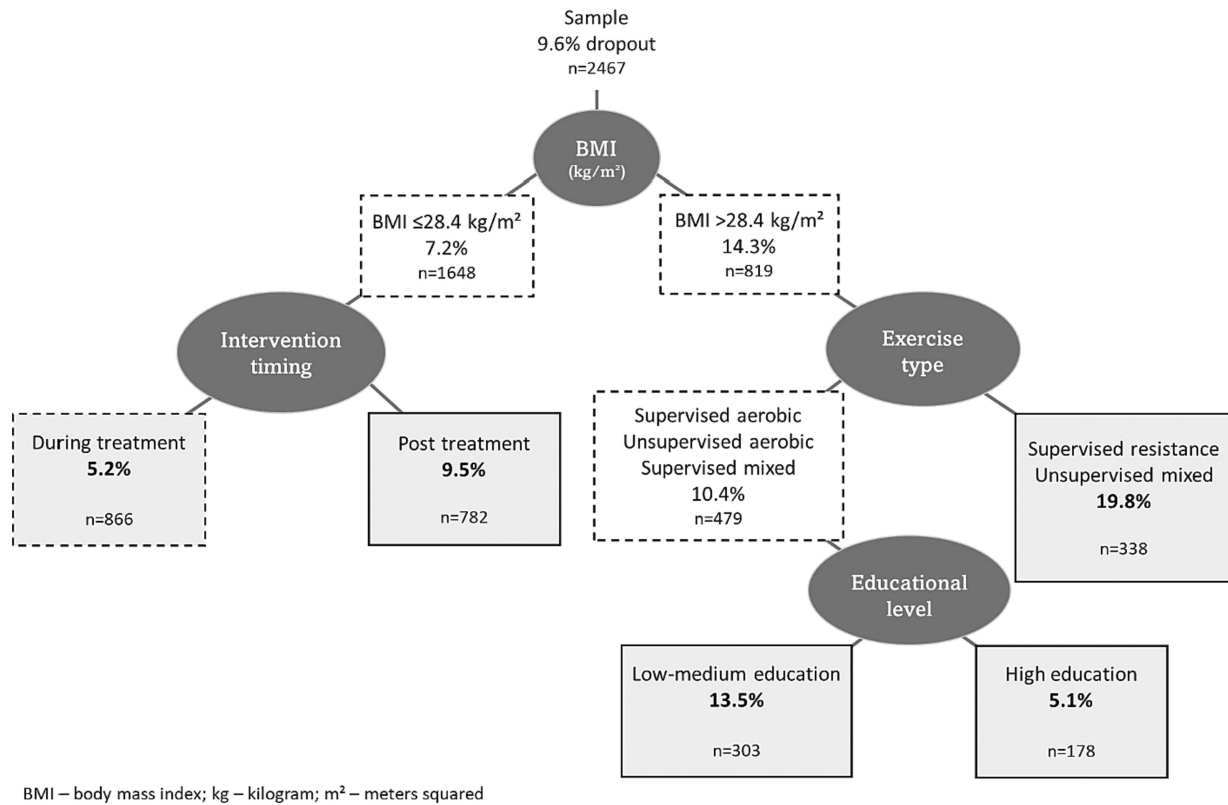 Sample
9.6% dropout
n=2467
BMI
(kg/m²)
BMI ≤28.4 kg/m²
7.2%
n=1648
BMI >28.4 kg/m²
14.3%
n=819
Intervention
timing
Exercise
type
During treatment
5.2%
n=866
Post treatment
9.5%
n=782
Supervised aerobic
Unsupervised aerobic
Supervised mixed
10.4%
n=479
Supervised resistance
Unsupervised mixed
19.8%
n=338
Educational
level
Low-medium education
13.5%
n=303
High education
5.1%
n=178
BMI – body mass index; kg – kilogram; m² – meters squared